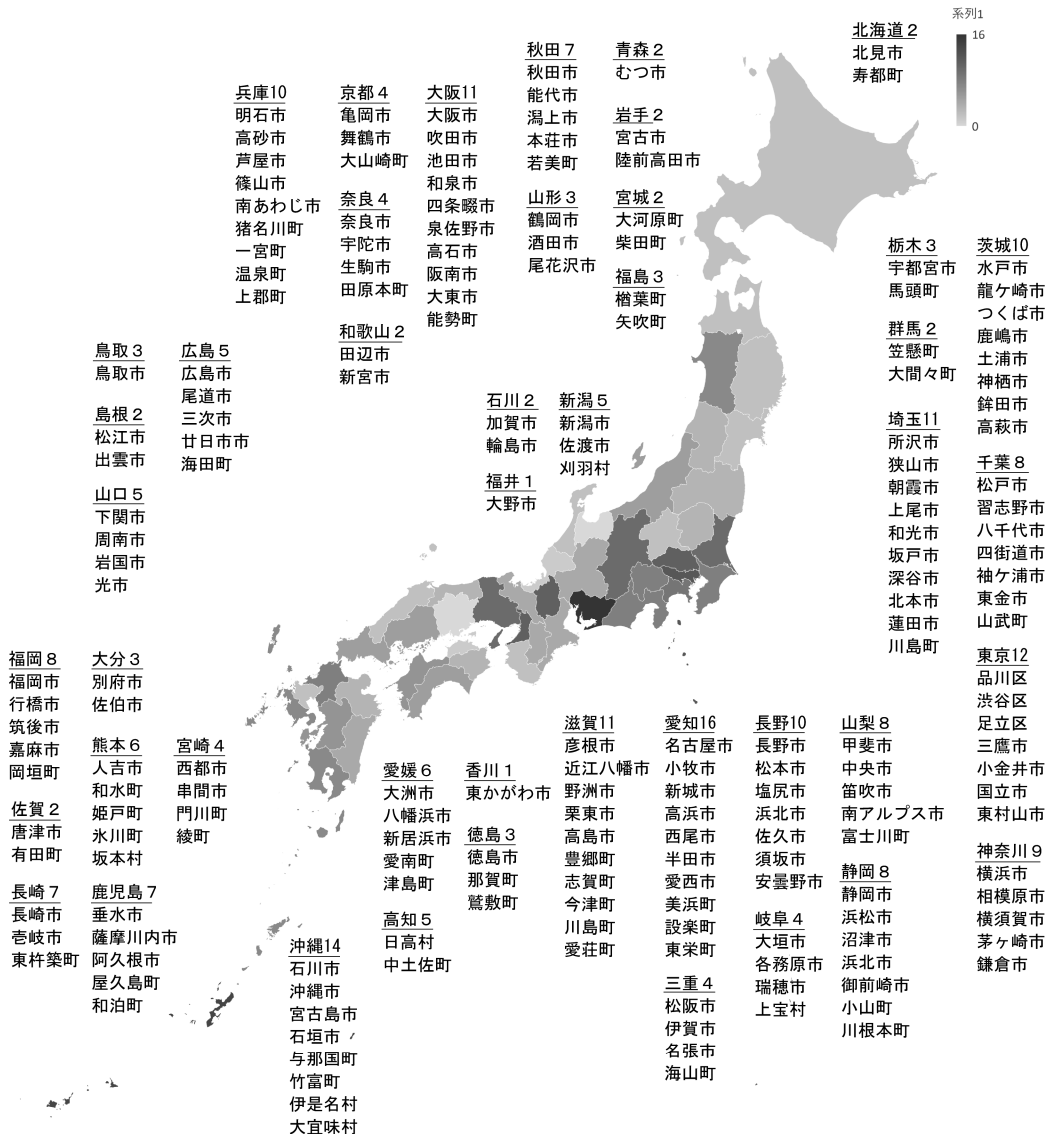 系列1
16
0
北海道２
北見市
寿都町
秋田７
秋田市
能代市
潟上市
本荘市
若美町
青森２
むつ市
岩手２
宮古市
陸前高田市
山形３
鶴岡市
酒田市
尾花沢市
宮城２
大河原町
柴田町
福島３
楢葉町
矢吹町
兵庫10
明石市
高砂市
芦屋市
篠山市
南あわじ市
猪名川町
一宮町
温泉町
上郡町
京都４
亀岡市
舞鶴市
大山崎町
奈良４
奈良市
宇陀市
生駒市
田原本町
和歌山２
田辺市
新宮市
大阪11
大阪市
吹田市
池田市
和泉市
四条畷市
泉佐野市
高石市
阪南市
大東市
能勢町
栃木３
宇都宮市
馬頭町
群馬２
笠懸町
大間々町
埼玉11
所沢市
狭山市
朝霞市
上尾市
和光市
坂戸市
深谷市
北本市
蓮田市
川島町
茨城10
水戸市
龍ケ崎市
つくば市
鹿嶋市
土浦市
神栖市
鉾田市
高萩市
千葉８
松戸市
習志野市
八千代市
四街道市
袖ケ浦市
東金市
山武町
東京12
品川区
渋谷区
足立区
三鷹市
小金井市
国立市
東村山市
神奈川９
横浜市
相模原市
横須賀市
茅ヶ崎市
鎌倉市
鳥取３
鳥取市
島根２
松江市
出雲市
山口５
下関市
周南市
岩国市
光市
広島５
広島市
尾道市
三次市
廿日市市
海田町
石川２
加賀市
輪島市
福井１
大野市
新潟５
新潟市
佐渡市
刈羽村
福岡８
福岡市
行橋市
筑後市
嘉麻市
岡垣町
佐賀２
唐津市
有田町
長崎７
長崎市
壱岐市
東杵築町
大分３
別府市
佐伯市
熊本６
人吉市
和水町
姫戸町
氷川町
坂本村
鹿児島７
垂水市
薩摩川内市
阿久根市
屋久島町
和泊町
宮崎４
西都市
串間市
門川町
綾町
沖縄14
石川市
沖縄市
宮古島市
石垣市
与那国町
竹富町
伊是名村
大宜味村
愛媛６
大洲市
八幡浜市
新居浜市
愛南町
津島町
高知５
日高村
中土佐町
香川１
東かがわ市
徳島３
徳島市
那賀町
鷲敷町
滋賀11
彦根市
近江八幡市
野洲市
栗東市
高島市
豊郷町
志賀町
今津町
川島町
愛荘町
愛知16
名古屋市
小牧市
新城市
高浜市
西尾市
半田市
愛西市
美浜町
設楽町
東栄町
三重４
松阪市
伊賀市
名張市
海山町
長野10
長野市
松本市
塩尻市
浜北市
佐久市
須坂市
安曇野市
岐阜４
大垣市
各務原市
瑞穂市
上宝村
山梨８
甲斐市
中央市
笛吹市
南アルプス市
富士川町
静岡８
静岡市
浜松市
沼津市
浜北市
御前崎市
小山町
川根本町